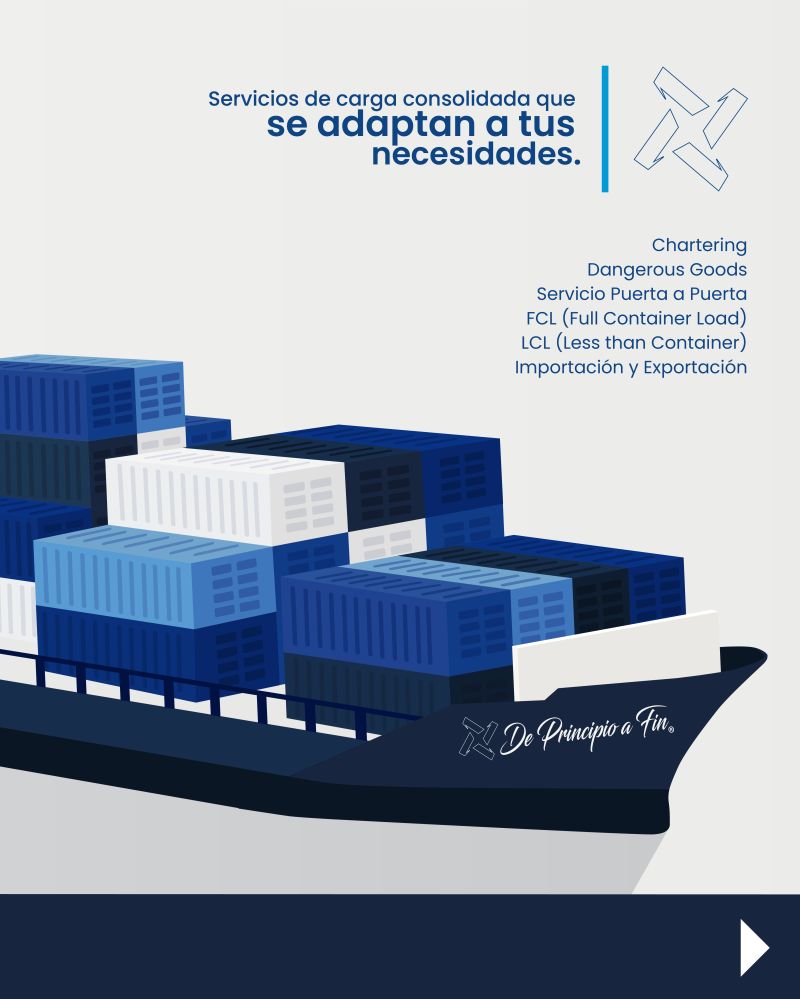 Servicios de carga consolidada que
se adaptan a tus
necesidades.
Chartering
Dangerous Goods
Servicio Puerta a Puerta
FCL (Full Container Load)
LCL (Less than Container)
Importación y Exportación
De Principio a Fin®